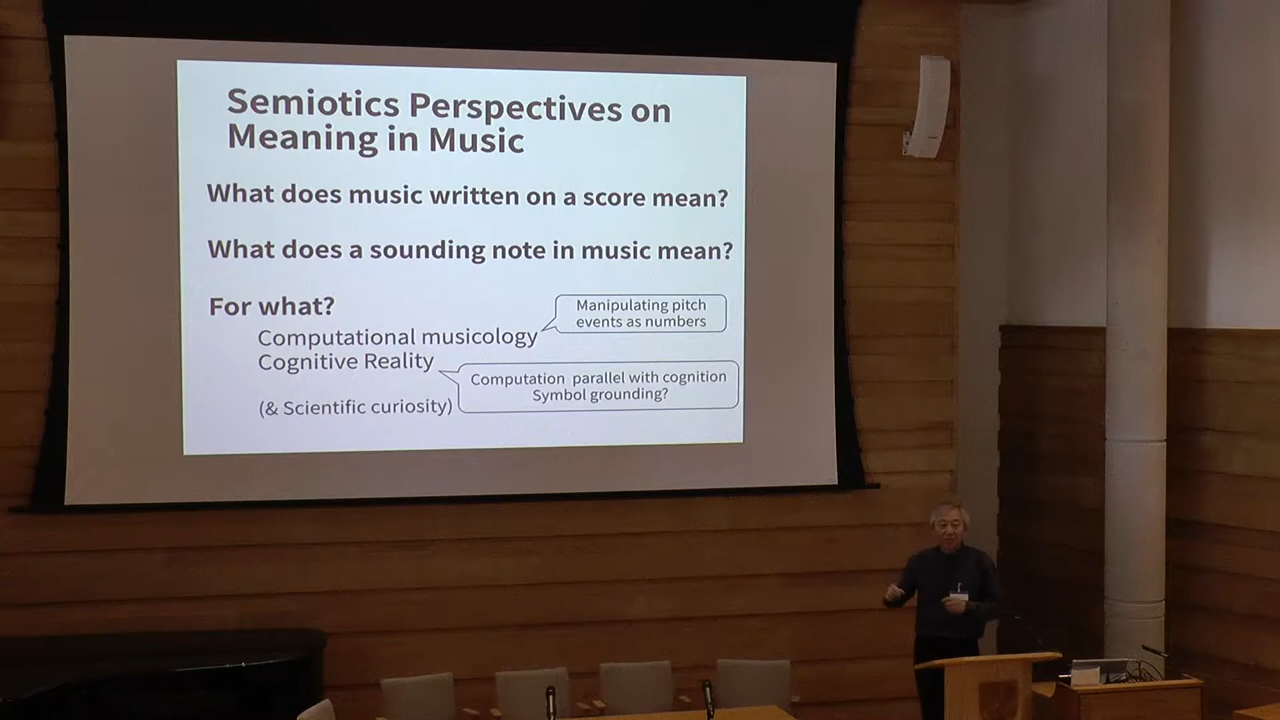 Semiotics Perspectives on
Meaning in Music
What does music written on a score mean?
What does a sounding note in music mean?
For what?
Manipulating pitch
events as numbers
Computational musicology
Cognitive Reality
Computation parallel with cognition
Symbol grounding?
(& Scientific curiosity)